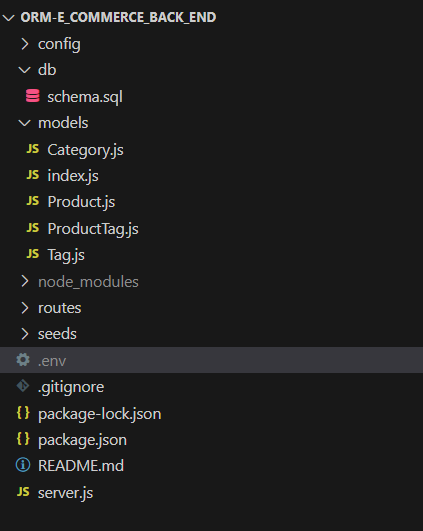 ORM-E_COMMERCE_BACK_END
config
db
schema.sql
models
JS Category.js
JS index.js
JS Product.js
JS ProductTag.js
JS Tag.js
node_modules
routes
seeds
.env
.gitignore
{} package-lock.json
{} package.json
README.md
JS server.js